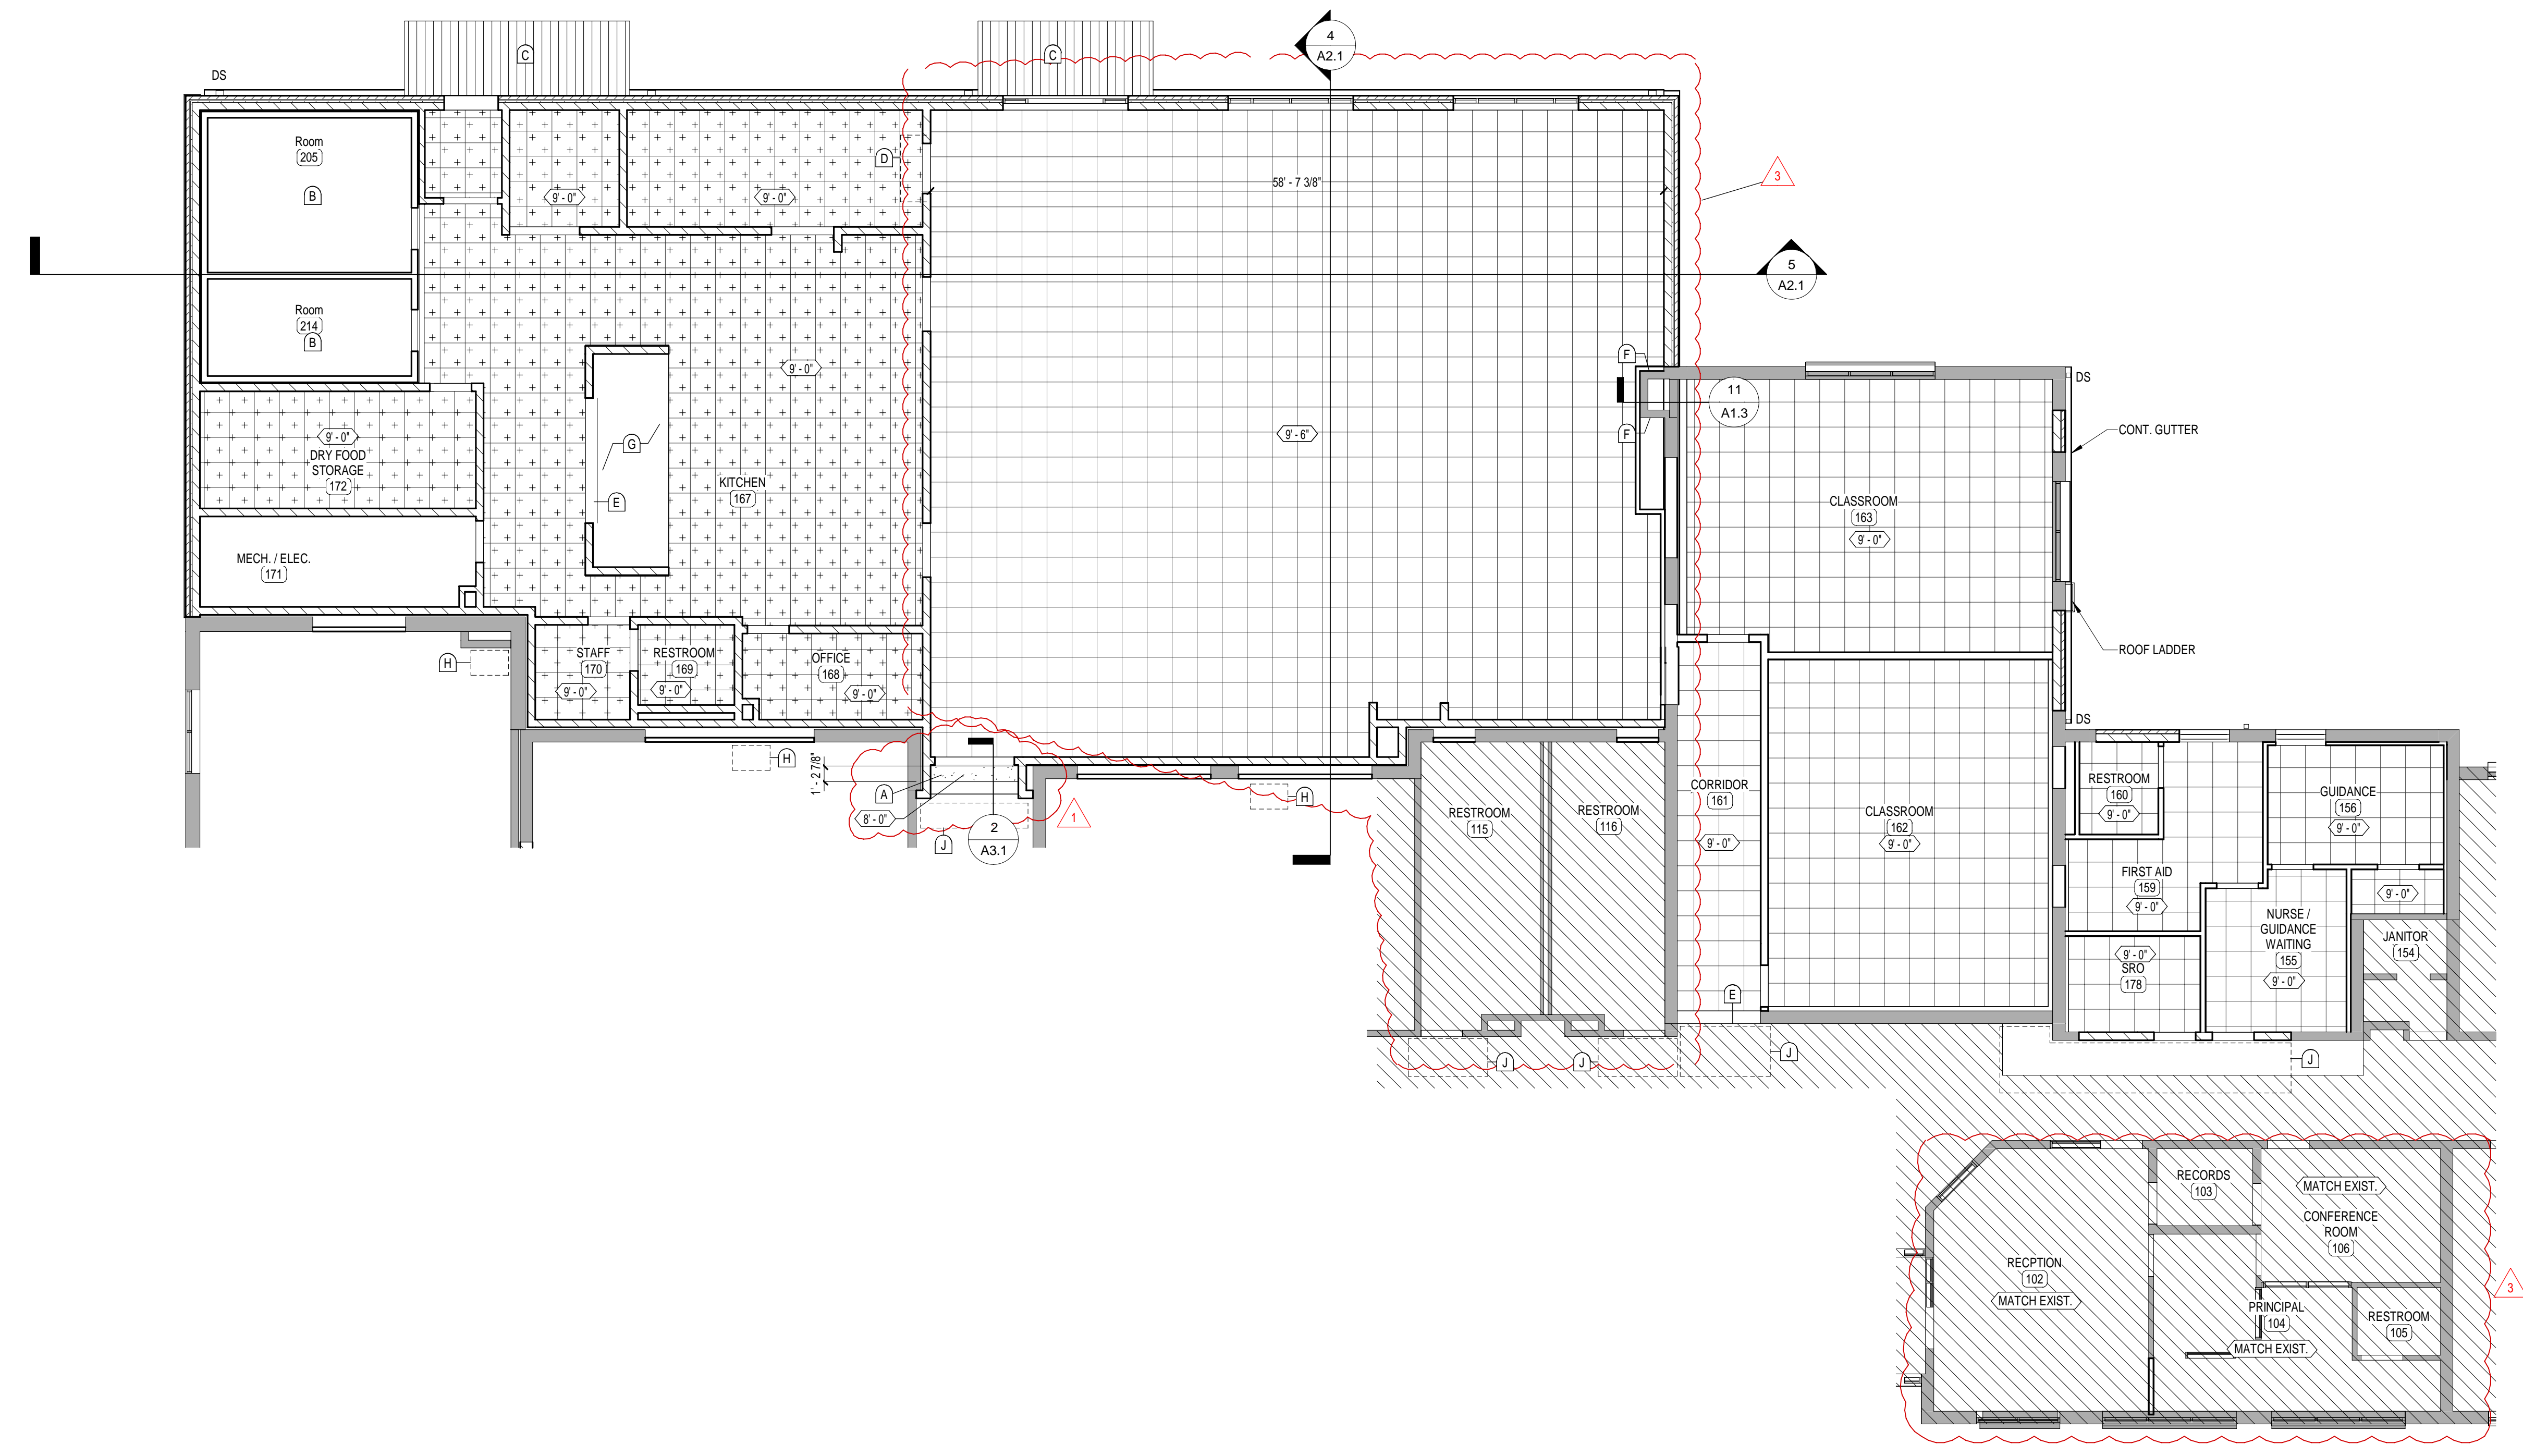 4
A2.1
C
C
DS
Room
205
B
D
58' - 7 3/8"
3
9' - 0"
9' - 0"
5
A2.1
Room
214
B
9' - 0"
F
DS
11
A1.3
9' - 0"
DRY FOOD
STORAGE
172
G
9' - 6"
F
CONT. GUTTER
KITCHEN
167
E
CLASSROOM
163
9' - 0"
MECH. / ELEC.
171
H
STAFF
170
9' - 0"
RESTROOM
169
9' - 0"
OFFICE
168
9' - 0"
ROOF LADDER
DS
H
1' - 2 7/8"
A
8' - 0"
J
2
A3.1
1
H
RESTROOM
115
RESTROOM
116
CORRIDOR
161
9' - 0"
CLASSROOM
162
9' - 0"
RESTROOM
160
9' - 0"
GUIDANCE
156
9' - 0"
FIRST AID
159
9' - 0"
9' - 0"
NURSE /
GUIDANCE
WAITING
155
9' - 0"
JANITOR
154
9' - 0"
SRO
178
E
J
J
J
J
RECORDS
103
MATCH EXIST.
CONFERENCE
ROOM
106
RECPTION
102
MATCH EXIST.
PRINCIPAL
104
MATCH EXIST.
RESTROOM
105
3